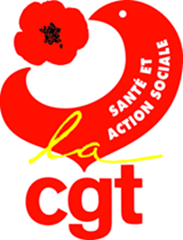 SANTÉ ET
ACTION SOCIALE
la
cgt